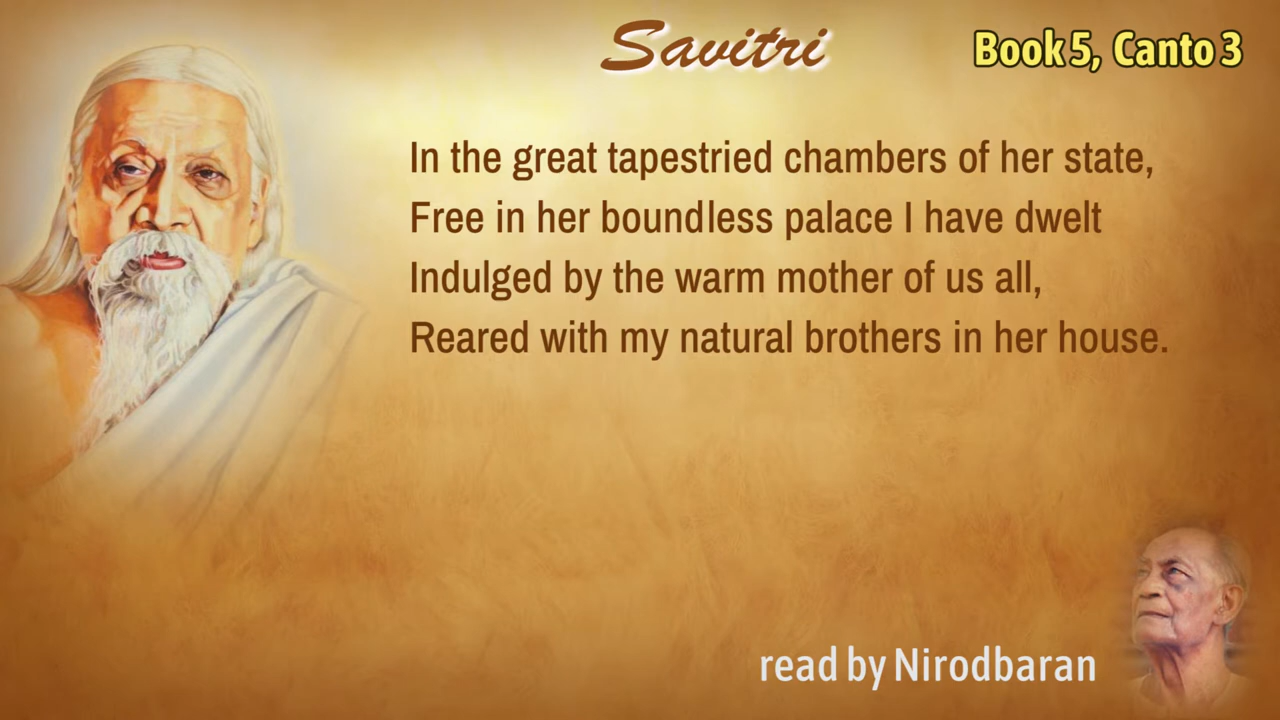 Savitri
Book 5, Canto 3
In the great tapestried chambers of her state,
Free in her boundless palace I have dwelt
Indulged by the warm mother of us all,
Reared with my natural brothers in her house.
read by Nirodbaran